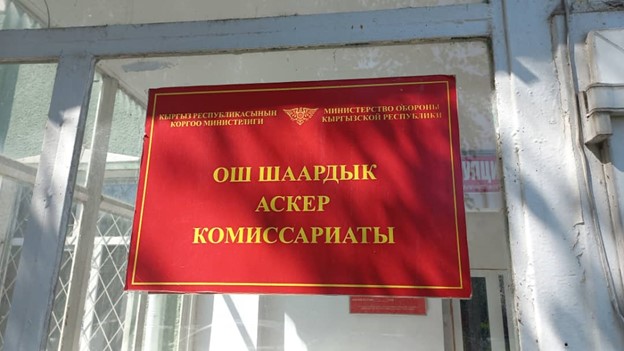 КЫРГЫЗ РЕСПУБЛИКАСЫНЫН
КОРГОО МИНИСТРЛИГИ
МИНИСТЕРСТВО ОБОРОНЫ
КЫРГЫЗСКОЙ РЕСПУБЛИКИ
ОШ ШААРДЫК
АСКЕР
КОМИССАРИАТЫ